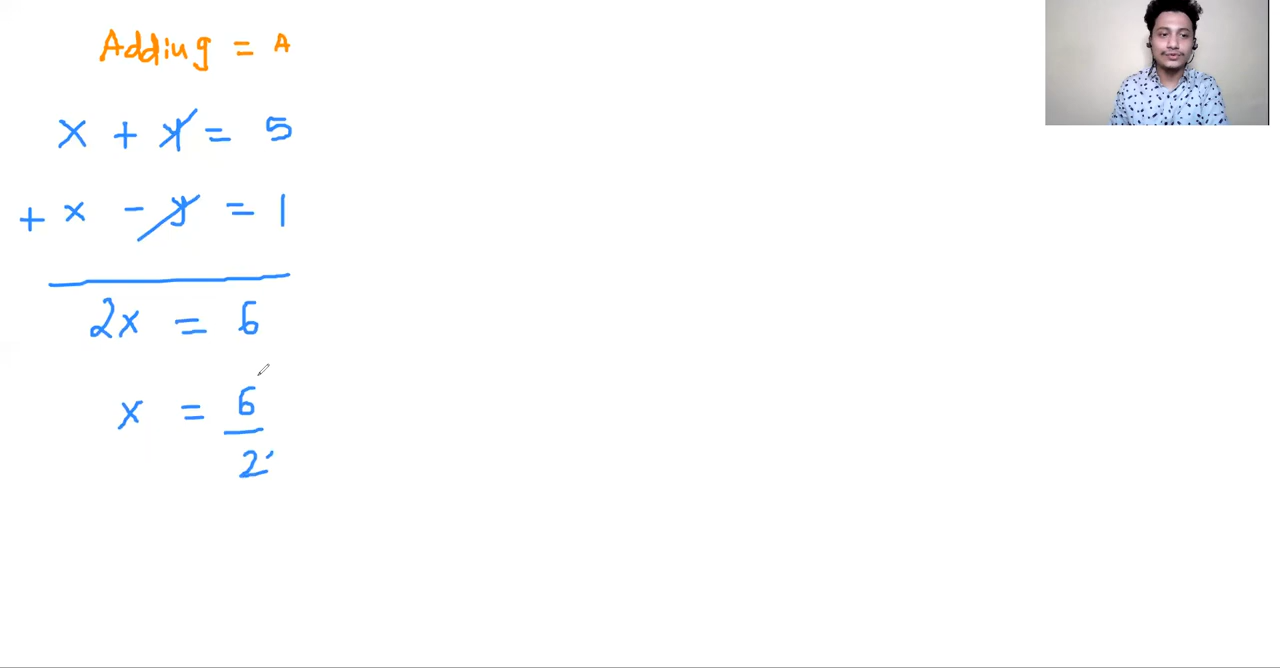 Adding = A
x + y = 5
+ x - y = 1
2x = 6
x = 6
2